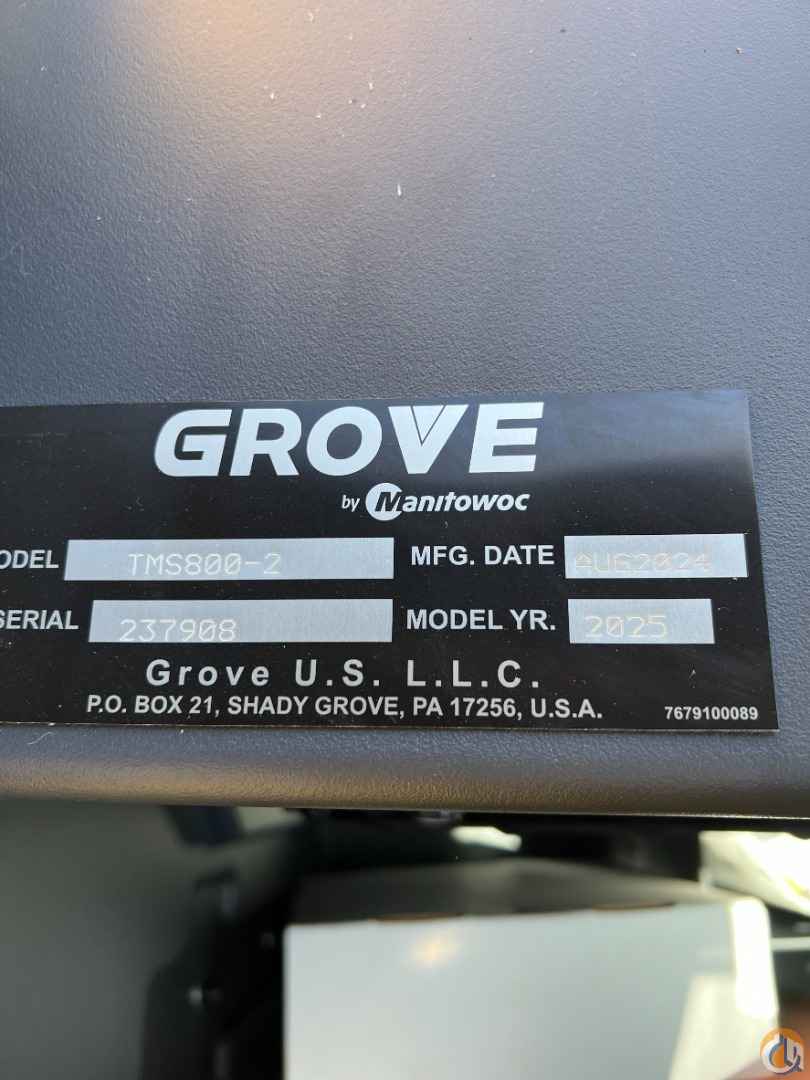 GROVE
by Manitowoc
ODEL TMS800-2 MFG. DATE AUG2024
SERIAL 237908 MODEL YR. 2025
Grove U.S. L.L.C.
P.O. BOX 21, SHADY GROVE, PA 17256, U.S.A. 7679100089